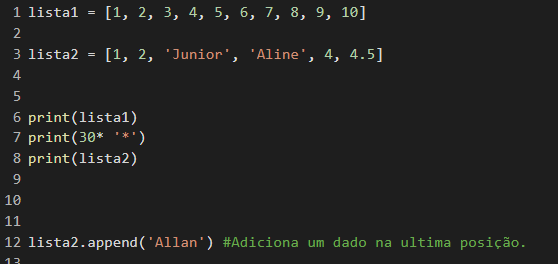 1 lista1 = [1, 2, 3, 4, 5, 6, 7, 8, 9, 10]
2
3 lista2 = [1, 2, 'Junior', 'Aline', 4, 4.5]
4
5
6 print(lista1)
7 print(30* '*')
8 print(lista2)
9
10
11
12 lista2.append('Allan') #Adiciona um dado na ultima posição.
13